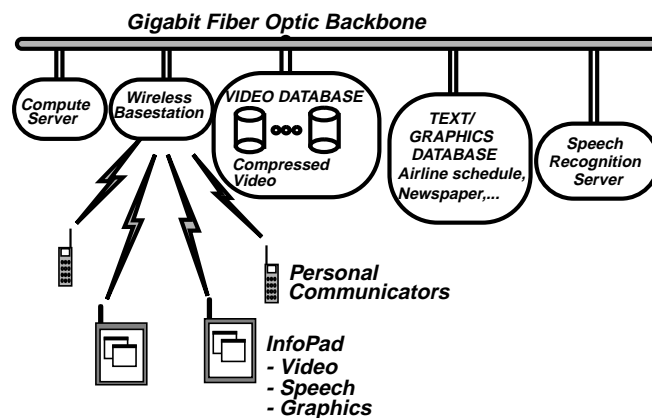 Gigabit Fiber Optic Backbone
Compute
Server
Wireless
Basestation
VIDEO DATABASE
Compressed
Video
TEXT/
GRAPHICS
DATABASE
Airline schedule,
Newspaper,...
Speech
Recognition
Server
Personal
Communicators
InfoPad
- Video
- Speech
- Graphics